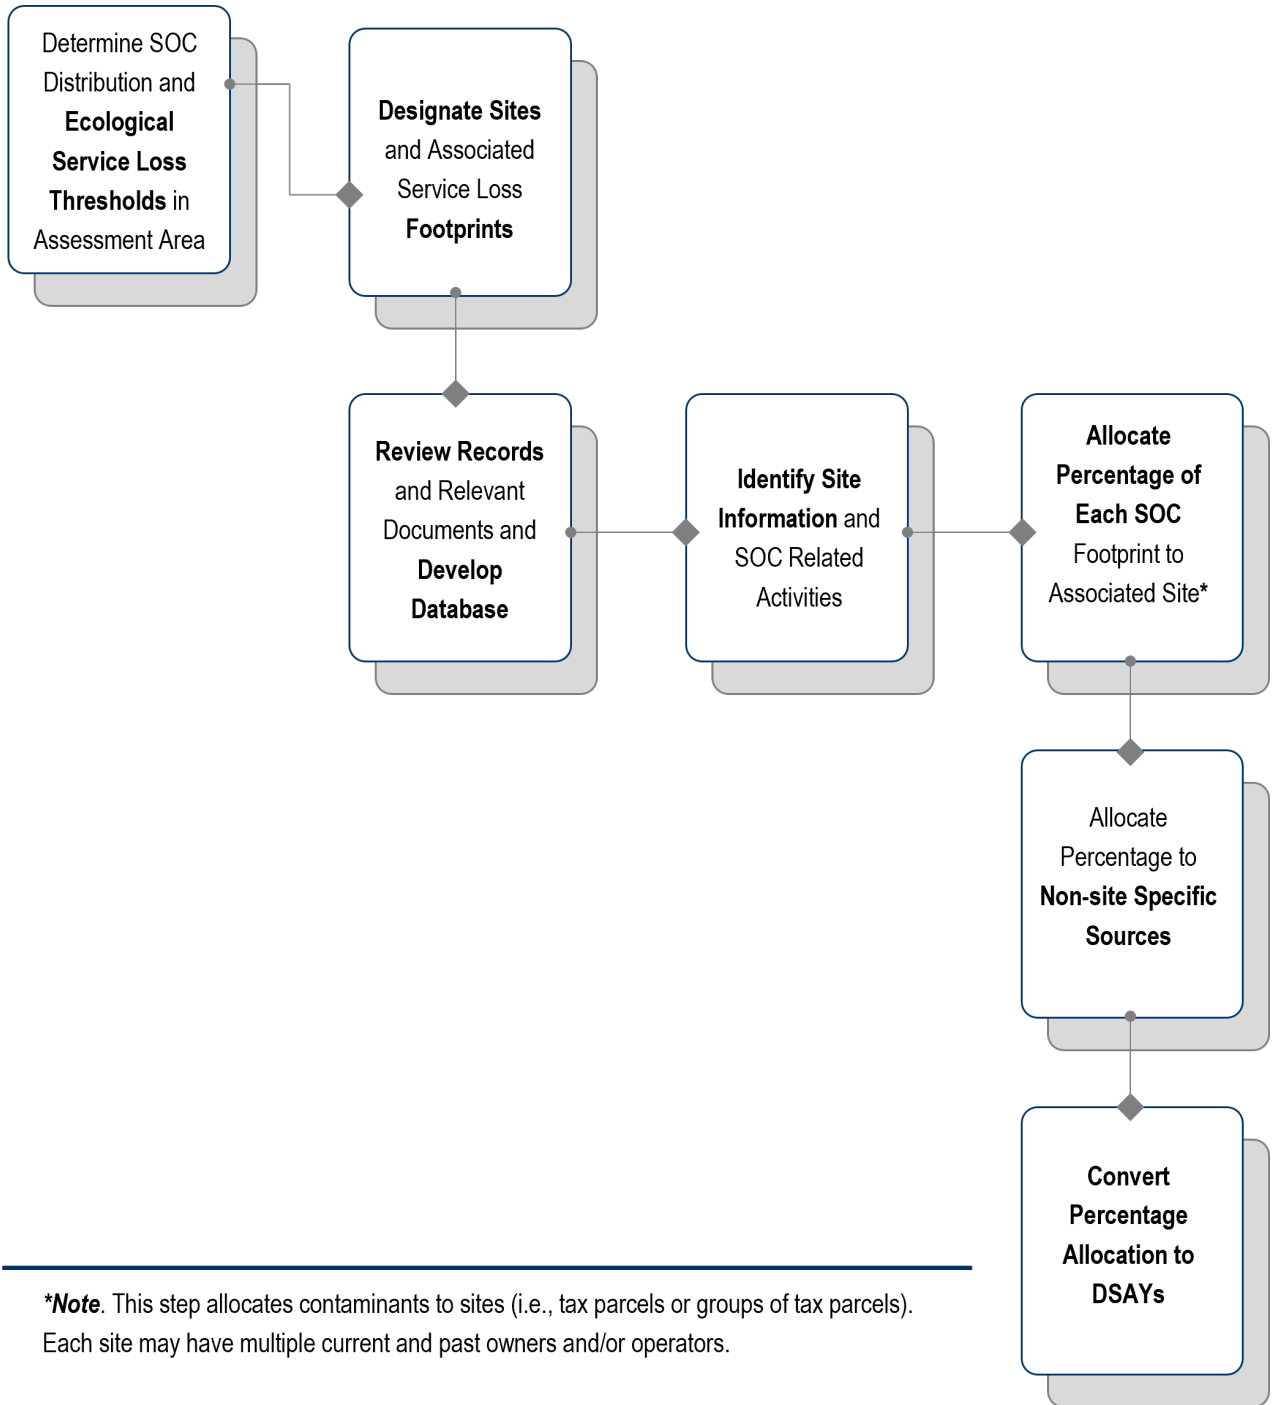 Determine SOC
Distribution and
Ecological
Service Loss
Thresholds in
Assessment Area
Designate Sites
and Associated
Service Loss
Footprints
Review Records
and Relevant
Documents and
Develop
Database
Identify Site
Information and
SOC Related
Activities
Allocate
Percentage of
Each SOC
Footprint to
Associated Site*
Allocate
Percentage to
Non-site Specific
Sources
Convert
Percentage
Allocation to
DSAYs
*Note. This step allocates contaminants to sites (i.e., tax parcels or groups of tax parcels).
Each site may have multiple current and past owners and/or operators.